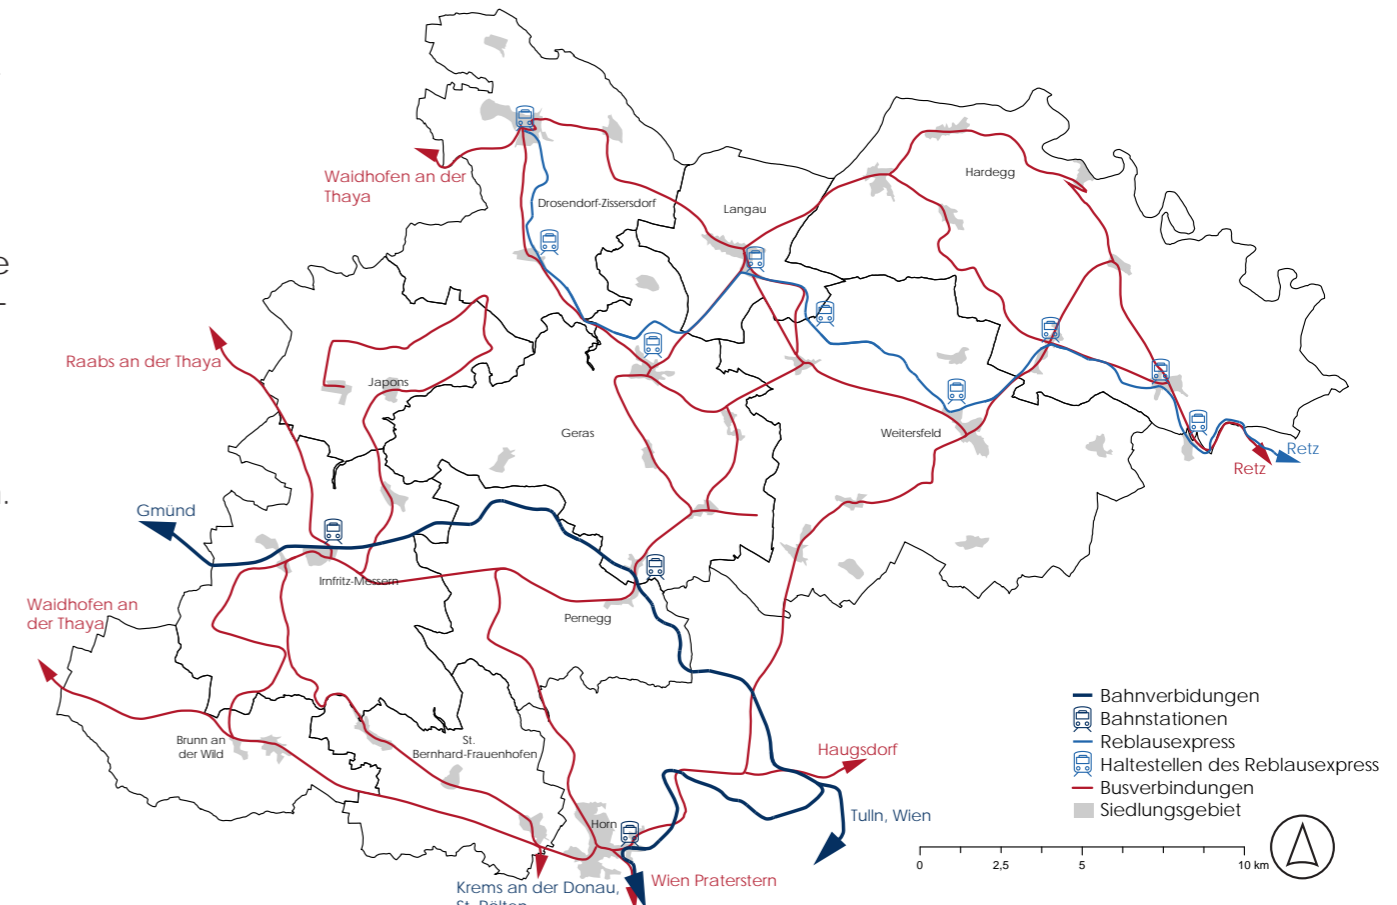 Waidhofen an der
Thaya
Drosendorf-Zissersdorf
Langau
Hardegg
e
Raabs an der Thaya
Japons
Geras
Weitersfeld
Retz
Retz
.
Gmünd
Irnfritz-Messern
Waidhofen an
der Thaya
Pernegg
Brunn an
der Wild
St.
Bernhard-Frauenhofen
Haugsdorf
Horn
Tulln, Wien
Wien Praterstern
Krems an der Donau,
St. Pölten
Bahnverbidungen
Bahnstationen
Reblausexpress
Haltestellen des Reblausexpress
Busverbindungen
Siedlungsgebiet
0 2,5 5 10 km